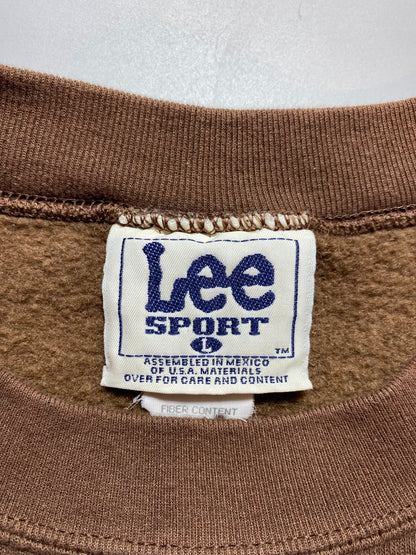 Lee
SPORT
L
TM
ASSEMBLED IN MEXICO
OF U.S.A. MATERIALS
OVER FOR CARE AND CONTENT
FIBER CONTENT